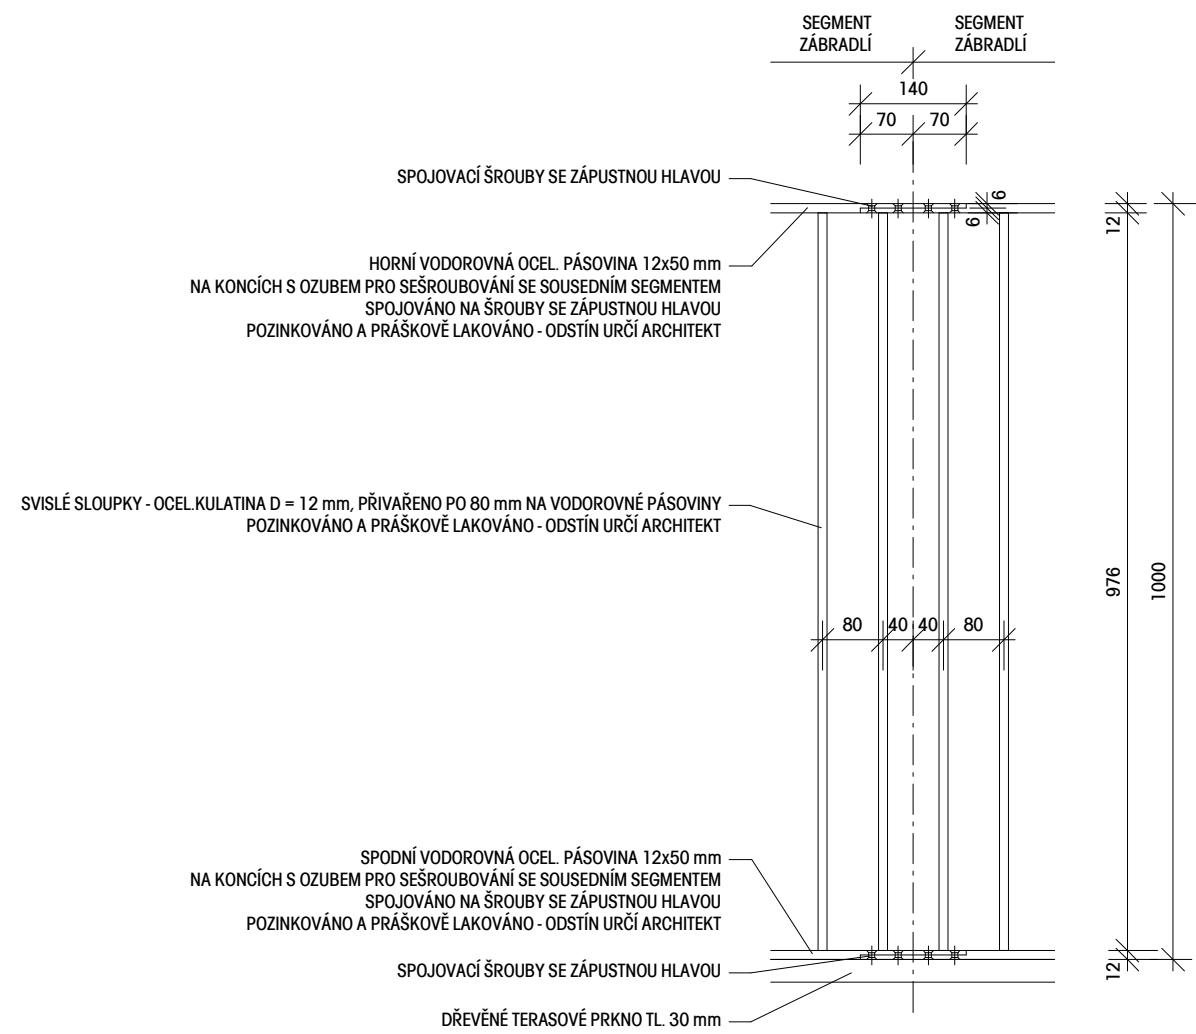 SEGMENT
ZÁBRADLÍ
SEGMENT
ZÁBRADLÍ
140
70
70
SPOJOVACÍ ŠROUBY SE ZÁPUSTNOU HLAVOU
6
6
12
HORNÍ VODOROVNÁ OCEL. PÁSOVINA 12x50 mm
NA KONCÍCH S OZUBEM PRO SEŠROUBOVÁNÍ SE SOUSEDNÍM SEGMENTEM
SPOJOVÁNO NA ŠROUBY SE ZÁPUSTNOU HLAVOU
POZINKOVÁNO A PRÁŠKOVĚ LAKOVÁNO - ODSTÍN URČÍ ARCHITEKT
SVISLÉ SLOUPKY - OCEL.KULATINA D = 12 mm, PŘIVAŘENO PO 80 mm NA VODOROVNÉ PÁSOVINY
POZINKOVÁNO A PRÁŠKOVĚ LAKOVÁNO - ODSTÍN URČÍ ARCHITEKT
976
1000
80
40
40
80
SPODNÍ VODOROVNÁ OCEL. PÁSOVINA 12x50 mm
NA KONCÍCH S OZUBEM PRO SEŠROUBOVÁNÍ SE SOUSEDNÍM SEGMENTEM
SPOJOVÁNO NA ŠROUBY SE ZÁPUSTNOU HLAVOU
POZINKOVÁNO A PRÁŠKOVĚ LAKOVÁNO - ODSTÍN URČÍ ARCHITEKT
SPOJOVACÍ ŠROUBY SE ZÁPUSTNOU HLAVOU
12
DŘEVĚNÉ TERASOVÉ PRKNO TL. 30 mm